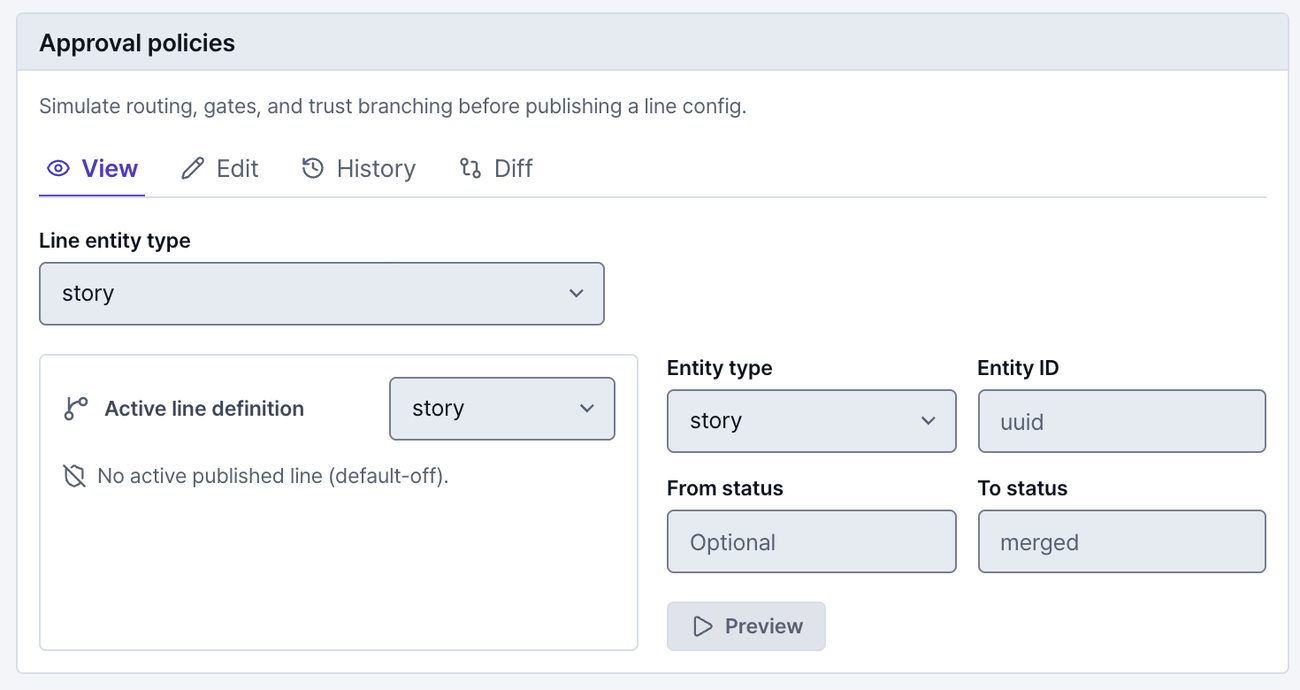 Approval policies
Simulate routing, gates, and trust branching before publishing a line config.
View Edit History Diff
Line entity type
story
Active line definition story
No active published line (default-off).
Entity type Entity ID
story uuid
From status To status
Optional merged
Preview